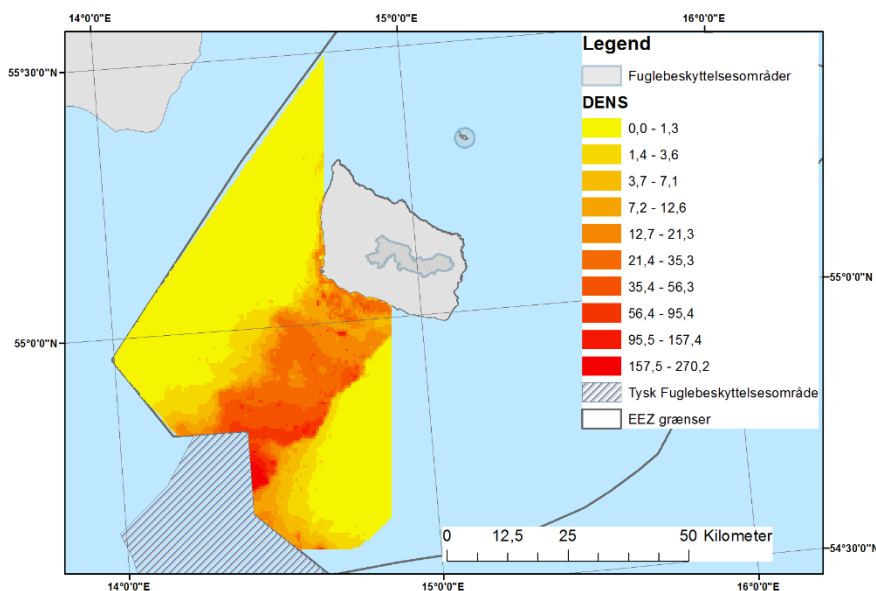 14°0'0"E 15°0'0"E 16°0'0"E
55°30'0"N
Legend
Fuglebeskyttelsesområder
DENS
0,0 - 1,3
1,4 - 3,6
3,7 - 7,1
7,2 - 12,6
12,7 - 21,3
21,4 - 35,3
35,4 - 56,3
56,4 - 95,4
95,5 - 157,4
157,5 - 270,2
Tysk Fuglebeskyttelsesområde
EEZ grænser
55°0'0"N
55°0'0"N
0 12,5 25 50 Kilometer
54°30'0"N
14°0'0"E 15°0'0"E 16°0'0"E